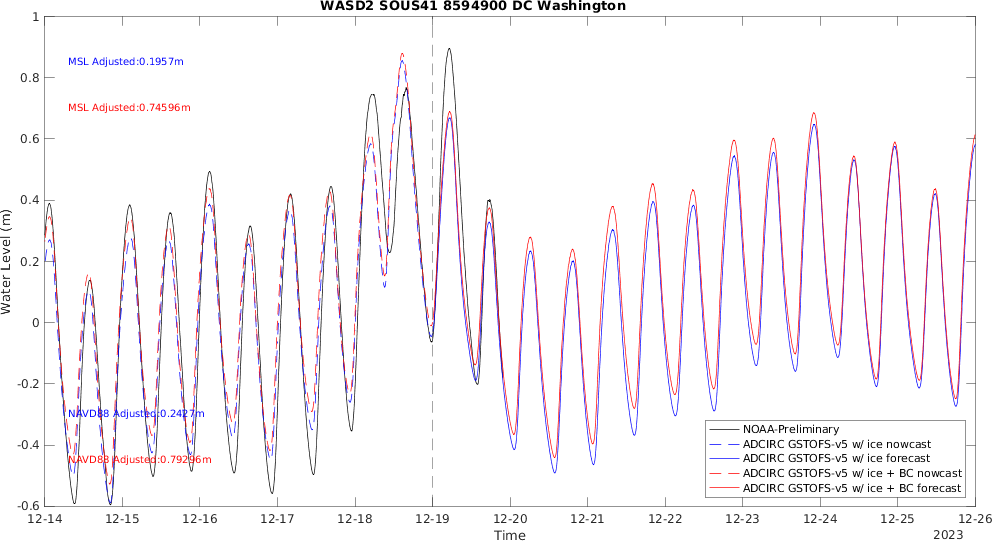 WASD2 SOUS41 8594900 DC Washington
1
0.8
0.6
0.4
0.2
0
-0.2
-0.4
-0.6
Water Level (m)
MSL Adjusted:0.1957m
MSL Adjusted:0.74596m
NAVD88 Adjusted:0.2427m
NAVD88 Adjusted:0.79296m
NOAA-Preliminary
ADCIRC GSTOFS-v5 w/ ice nowcast
ADCIRC GSTOFS-v5 w/ ice forecast
ADCIRC GSTOFS-v5 w/ ice + BC nowcast
ADCIRC GSTOFS-v5 w/ ice + BC forecast
12-14 12-15 12-16 12-17 12-18 12-19 12-20 12-21 12-22 12-23 12-24 12-25 12-26
Time
2023